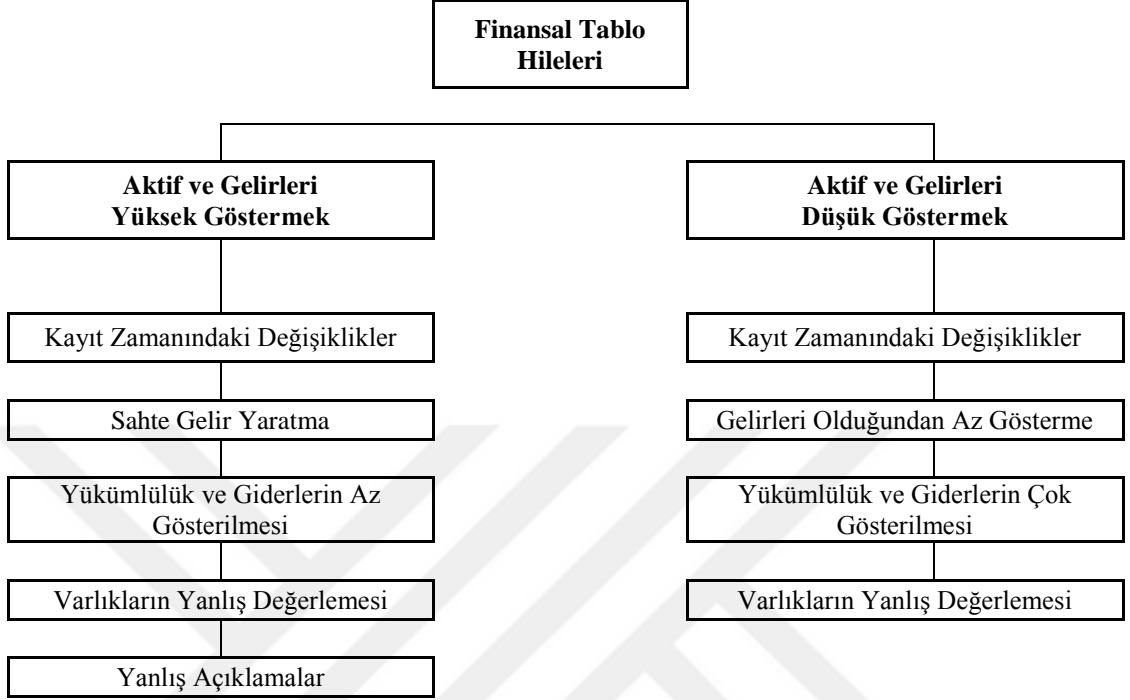 Finansal Tablo
Hileleri
Aktif ve Gelirleri
Yüksek Göstermek
Kayıt Zamanındaki Değişiklikler
Sahte Gelir Yaratma
Yükümlülük ve Giderlerin Az
Gösterilmesi
Varlıkların Yanlış Değerlemesi
Yanlış Açıklamalar
Aktif ve Gelirleri
Düşük Göstermek
Kayıt Zamanındaki Değişiklikler
Gelirleri Olduğundan Az Gösterme
Yükümlülük ve Giderlerin Çok
Gösterilmesi
Varlıkların Yanlış Değerlemesi